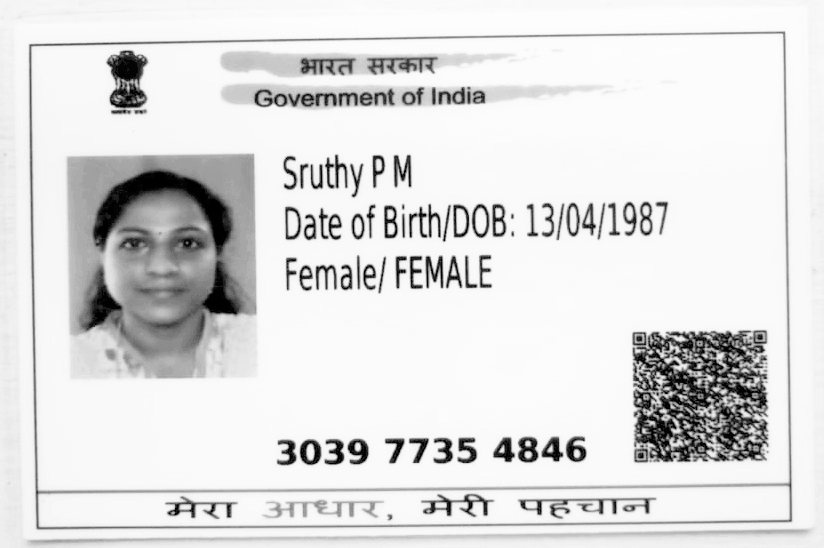 भारत सरकार
Government of India
Sruthy P M
Date of Birth/DOB: 13/04/1987
Female/ FEMALE
3039 7735 4846
मेरा आधार, मेरी पहचान